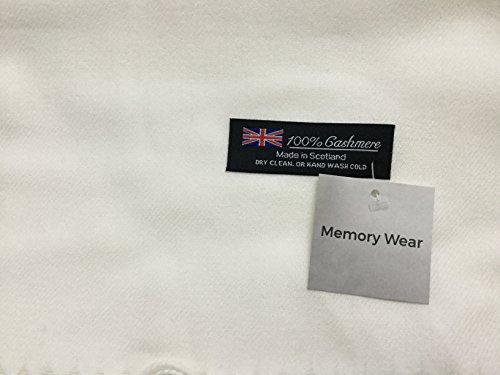 100% Cashmere
Made in Scotland
DRY CLEAN. OR HAND WASH COLD
Memory Wear